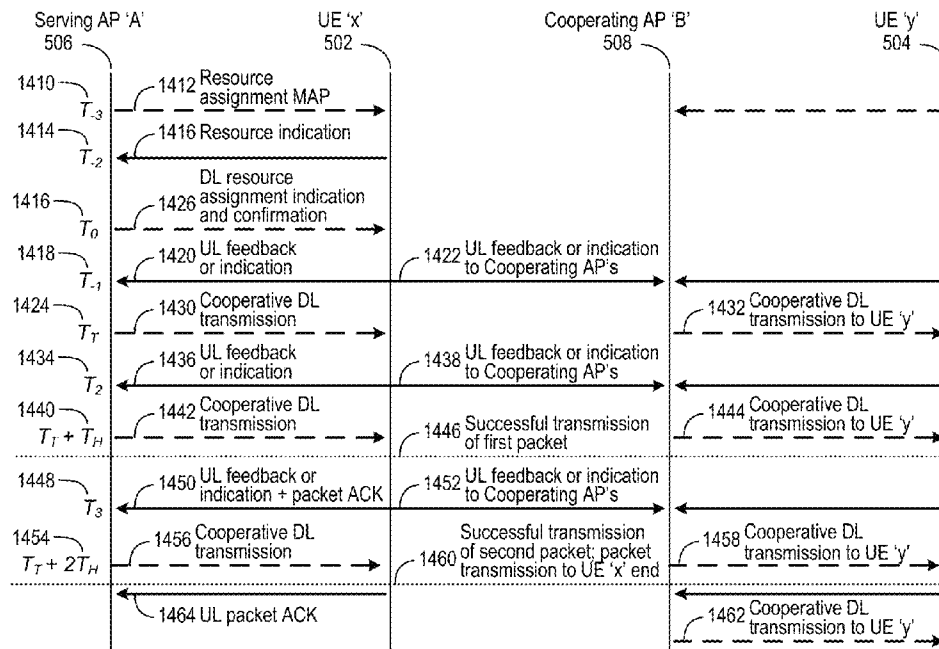 Serving AP 'A'
506
UE 'x'
502
Cooperating AP 'B'
508
UE 'y'
504
1410
T-3
1412 Resource
assignment MAP
1414
T-2
1416 Resource indication
1416
T0
1426 DL resource
assignment indication
and confirmation
1418
T-1
1420 UL feedback
or indication
1422 UL feedback or indication
to Cooperating AP's
1424
TT
1430 Cooperative DL
transmission
1432 Cooperative DL
transmission to UE 'y'
1434
T2
1436 UL feedback
or indication
1438 UL feedback or indication
to Cooperating AP's
1440
TT + TH
1442 Cooperative DL
transmission
1446 Successful transmission
of first packet
1444 Cooperative DL
transmission to UE 'y'
1448
T3
1450 UL feedback or
indication + packet ACK
1452 UL feedback or indication
to Cooperating AP's
1454
TT + 2TH
1456 Cooperative DL
transmission
1460 Successful transmission
of second packet; packet
transmission to UE 'x' end
1458 Cooperative DL
transmission to UE 'y'
1464 UL packet ACK
1462 Cooperative DL
transmission to UE 'y'